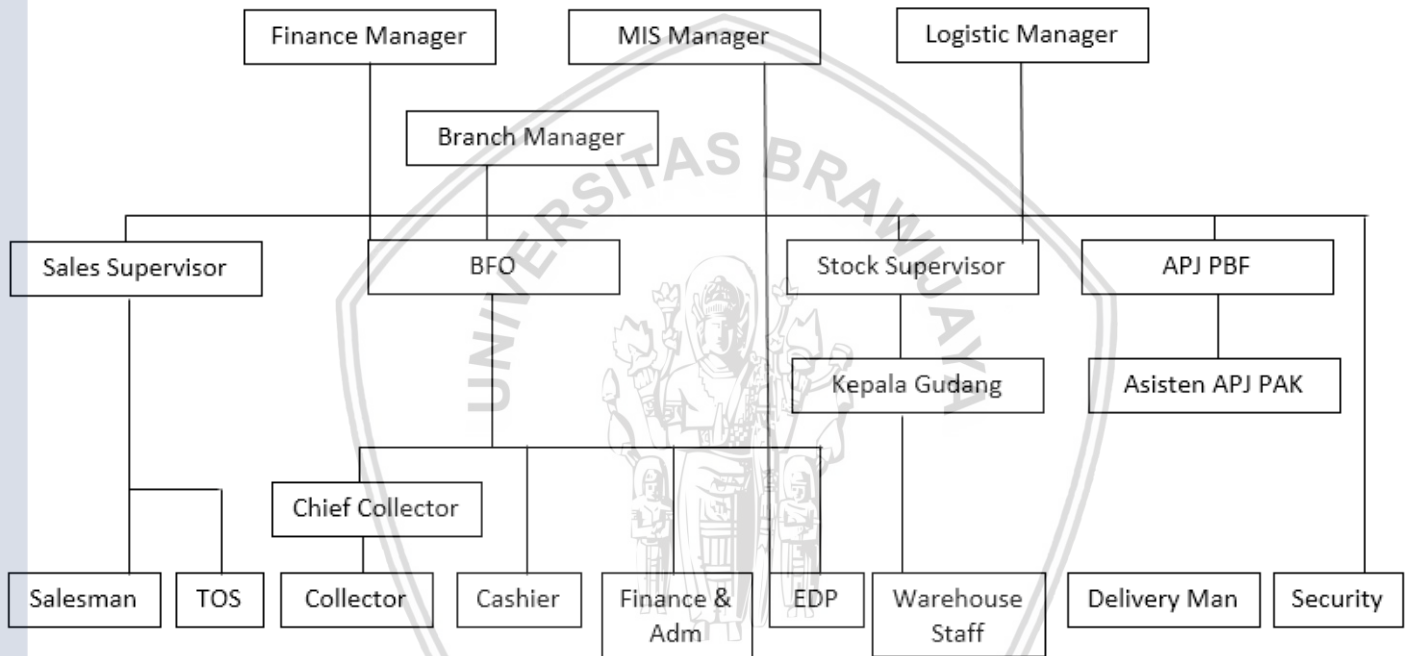 Finance Manager
MIS Manager
Logistic Manager
Branch Manager
UNIVERSITAS BRAWIJAYA
Sales Supervisor
BFO
Stock Supervisor
APJ PBF
Kepala Gudang
Asisten APJ PAK
Chief Collector
Salesman
TOS
Collector
Cashier
Finance &
Adm
EDP
Warehouse
Staff
Delivery Man
Security